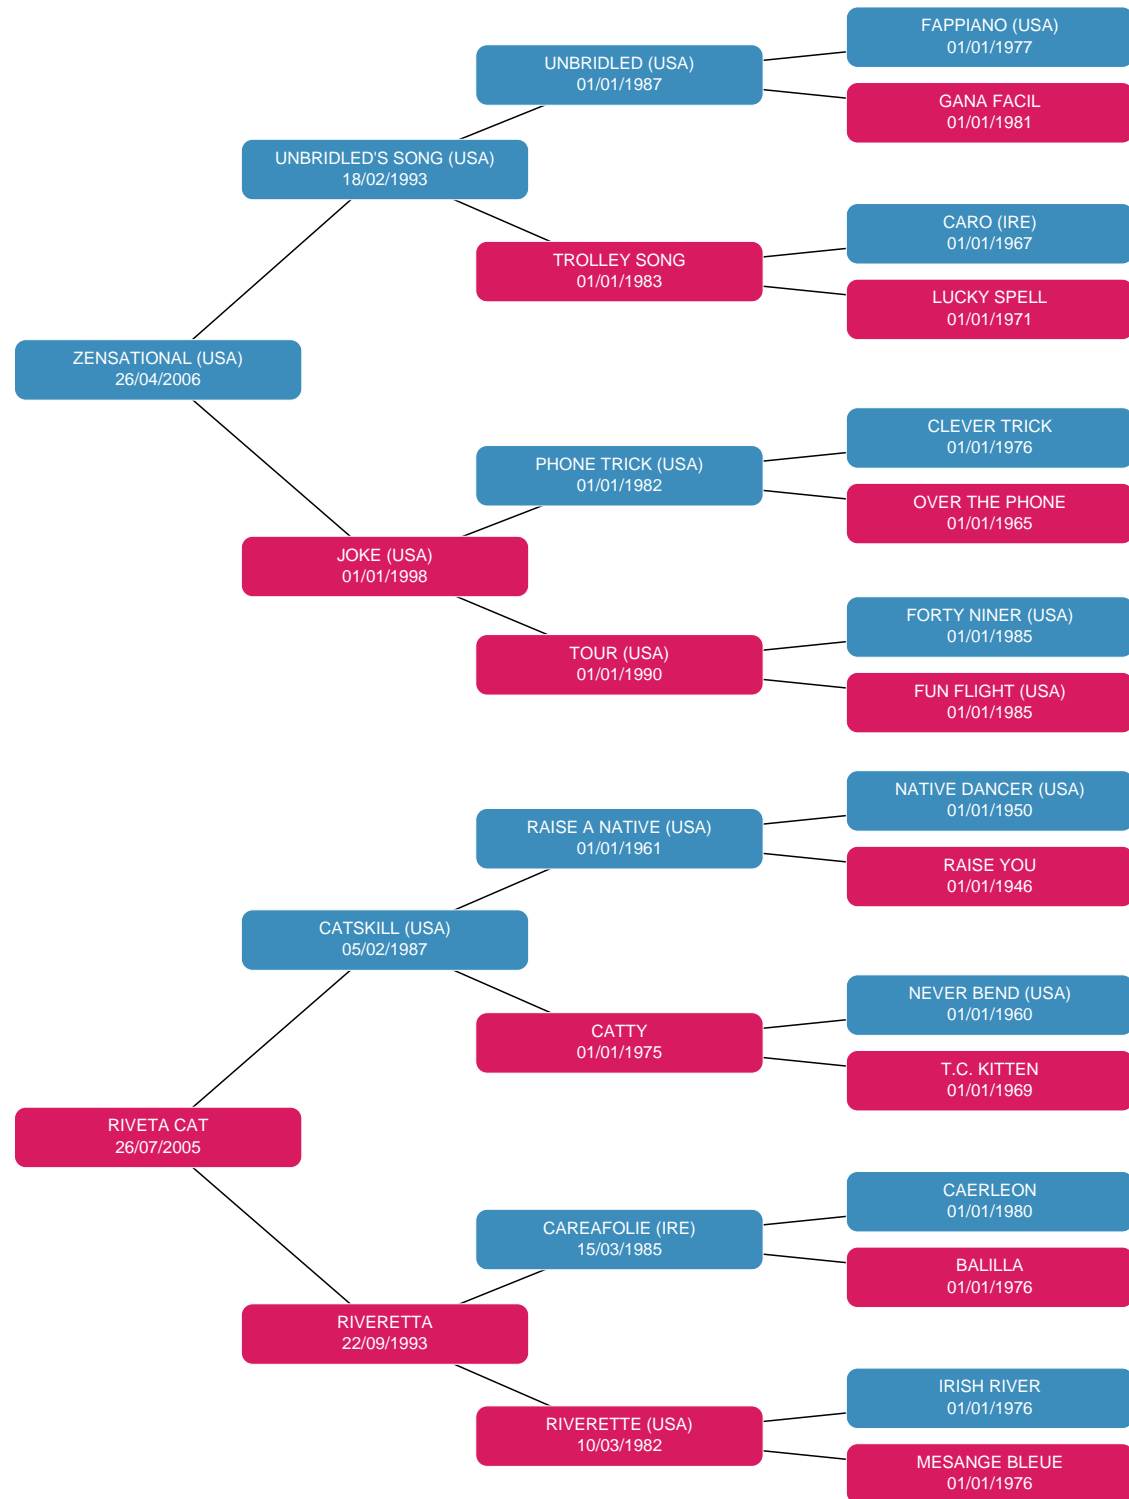 FAPPIANO (USA)
01/01/1977
UNBRIDLED (USA)
01/01/1987
GANA FACIL
01/01/1981
UNBRIDLED'S SONG (USA)
18/02/1993
CARO (IRE)
01/01/1967
TROLLEY SONG
01/01/1983
LUCKY SPELL
01/01/1971
ZENSATIONAL (USA)
26/04/2006
CLEVER TRICK
01/01/1976
PHONE TRICK (USA)
01/01/1982
OVER THE PHONE
01/01/1965
JOKE (USA)
01/01/1998
FORTY NINER (USA)
01/01/1985
TOUR (USA)
01/01/1990
FUN FLIGHT (USA)
01/01/1985
NATIVE DANCER (USA)
01/01/1950
RAISE A NATIVE (USA)
01/01/1961
RAISE YOU
01/01/1946
CATSKILL (USA)
05/02/1987
NEVER BEND (USA)
01/01/1960
CATTY
01/01/1975
T.C. KITTEN
01/01/1969
RIVETA CAT
26/07/2005
CAERLEON
01/01/1980
CAREAFOLIE (IRE)
15/03/1985
BALILLA
01/01/1976
RIVERETTA
22/09/1993
IRISH RIVER
01/01/1976
RIVERETTE (USA)
10/03/1982
MESANGE BLEUE
01/01/1976